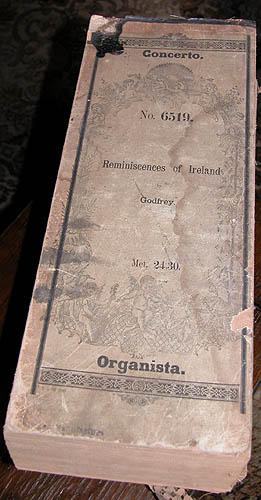 Concerto.
No. 6519.
Reminiscences of Ireland
Godfrey.
Met. 24-30.
Organista.